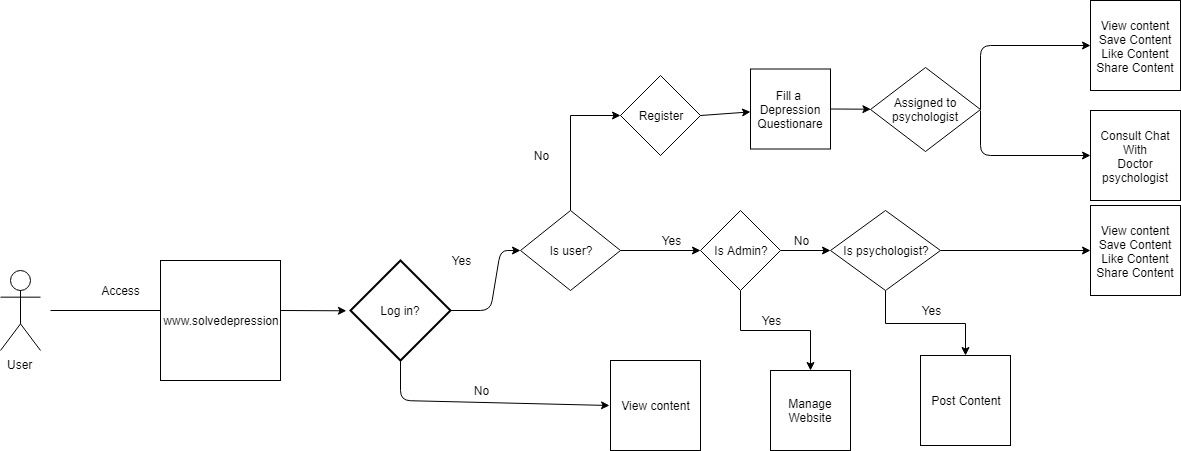 View content
Save Content
Like Content
Share Content
Register
Fill a
Depression
Questionare
Assigned to
psychologist
No
Consult Chat
With
Doctor
psychologist
Yes
Is user?
Yes
Is Admin?
No
Is psychologist?
View content
Save Content
Like Content
Share Content
Access
www.solvedepression
Log in?
User
Yes
Yes
No
View content
Manage
Website
Post Content